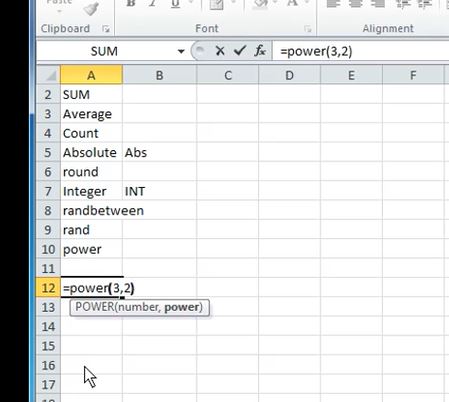 Paste
B I U
A
Clipboard Font Alignment
SUM fx =power(3,2)
A B C D E F
2 SUM
3 Average
4 Count
5 Absolute Abs
6 round
7 Integer INT
8 randbetween
9 rand
10 power
11
12 =power(3,2)
13 POWER(number, power)
14
15
16
17
18